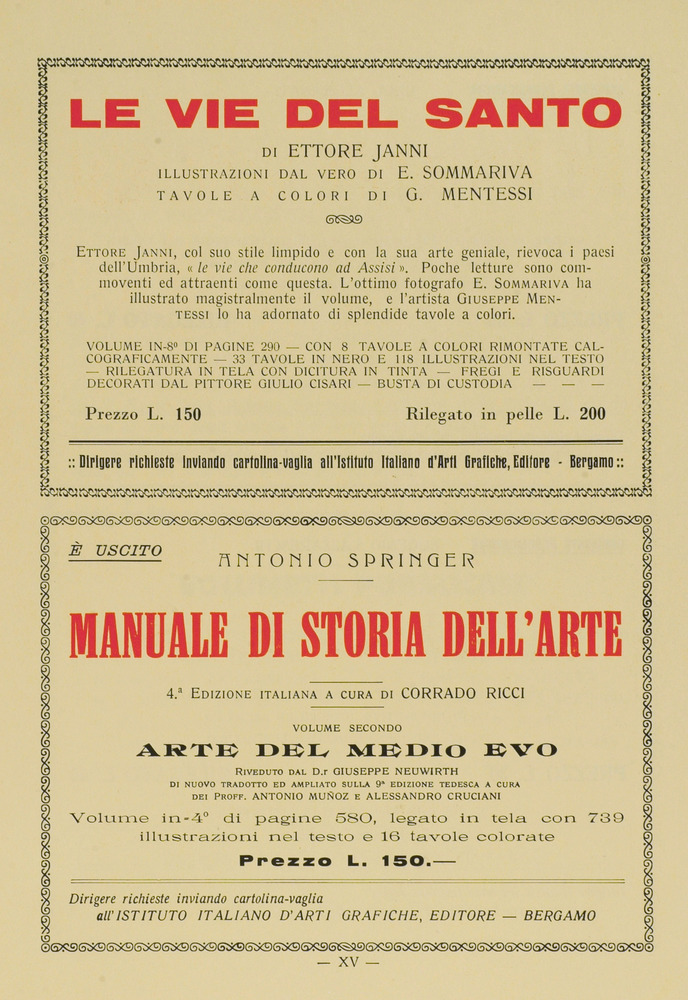 LE VIE DEL SANTO
DI ETTORE JANNI
ILLUSTRAZIONI DAL VERO DI E. SOMMARIVA
TAVOLE A COLORI DI G. MENTESSI
ETTORE JANNI, col suo stile limpido e con la sua arte geniale, rievoca i paesi
dell'Umbria, « le vie che conducono ad Assisi ». Poche letture sono com-
moventi ed attraenti come questa. L'ottimo fotografo E. SOMMARIVA ha
illustrato magistralmente il volume, e l'artista GIUSEPPE MEN-
TESSI lo ha adornato di splendide tavole a colori.
VOLUME IN-8º DI PAGINE 290 — CON 8 TAVOLE A COLORI RIMONTATE CAL-
COGRAFICAMENTE — 33 TAVOLE IN NERO E 118 ILLUSTRAZIONI NEL TESTO
— RILEGATURA IN TELA CON DICITURA IN TINTA — FREGI E RISGUARDI
DECORATI DAL PITTORE GIULIO CISARI — BUSTA DI CUSTODIA — — —
Prezzo L. 150 Rilegato in pelle L. 200
:: Dirigere richieste inviando cartolina-vaglia all'Istituto Italiano d'Arti Grafiche, Editore - Bergamo ::
È USCITO
ANTONIO SPRINGER
MANUALE DI STORIA DELL'ARTE
4.ª EDIZIONE ITALIANA A CURA DI CORRADO RICCI
VOLUME SECONDO
ARTE DEL MEDIO EVO
RIVEDUTO DAL D.r GIUSEPPE NEUWIRTH
DI NUOVO TRADOTTO ED AMPLIATO SULLA 9ª EDIZIONE TEDESCA A CURA
DEI PROFF. ANTONIO MUÑOZ E ALESSANDRO CRUCIANI
Volume in-4º di pagine 580, legato in tela con 739
illustrazioni nel testo e 16 tavole colorate
Prezzo L. 150.—
Dirigere richieste inviando cartolina-vaglia
all'ISTITUTO ITALIANO D'ARTI GRAFICHE, EDITORE — BERGAMO
— XV —